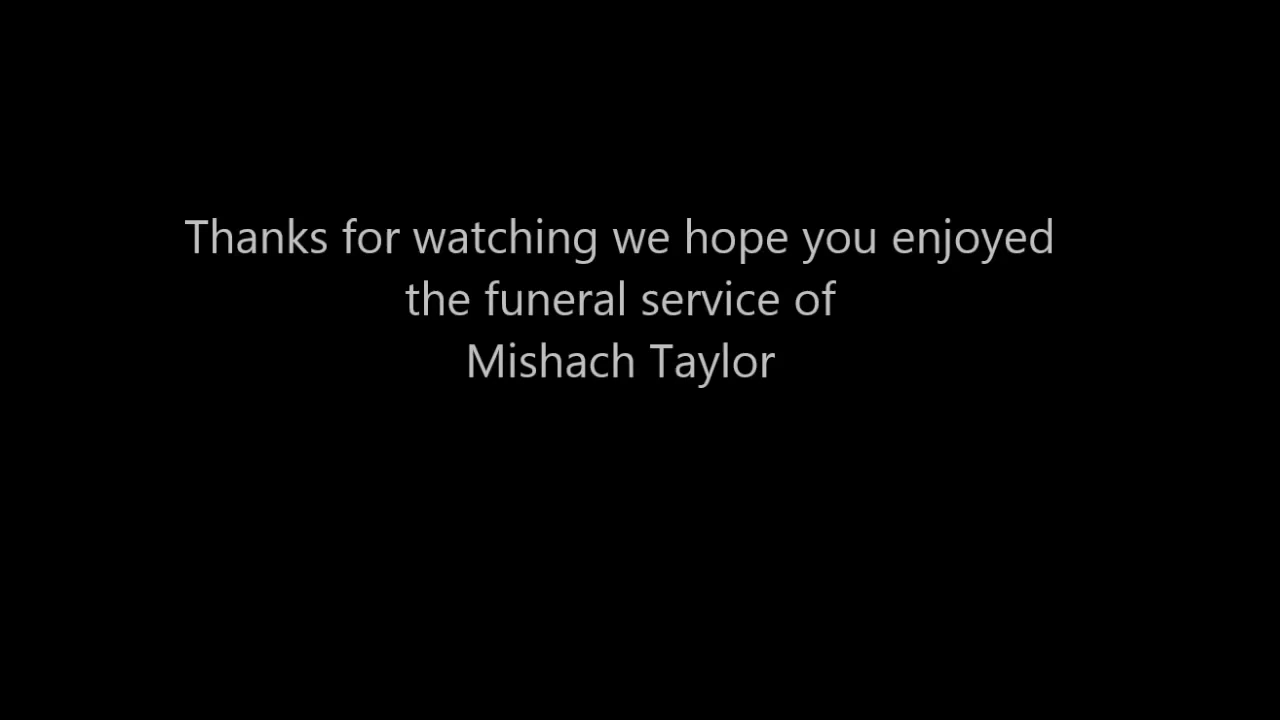 Thanks for watching we hope you enjoyed
the funeral service of
Mishach Taylor